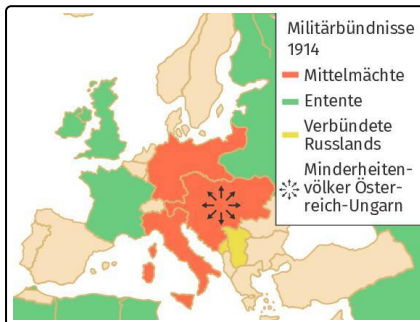 Militärbündnisse
1914
Mittelmächte
Entente
Verbündete
Russlands
Minderheiten-
völker Öster-
reich-Ungarn